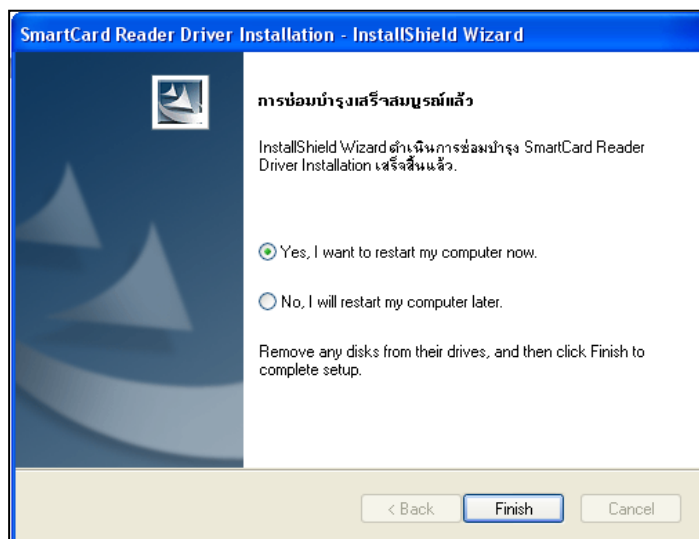 SmartCard Reader Driver Installation - InstallShield Wizard
การซ่อมบำรุงเสร็จสมบูรณ์แล้ว
InstallShield Wizard ดำเนินการซ่อมบำรุง SmartCard Reader
Driver Installation เสร็จสิ้นแล้ว.
Yes, I want to restart my computer now.
No, I will restart my computer later.
Remove any disks from their drives, and then click Finish to
complete setup.
< Back Finish Cancel